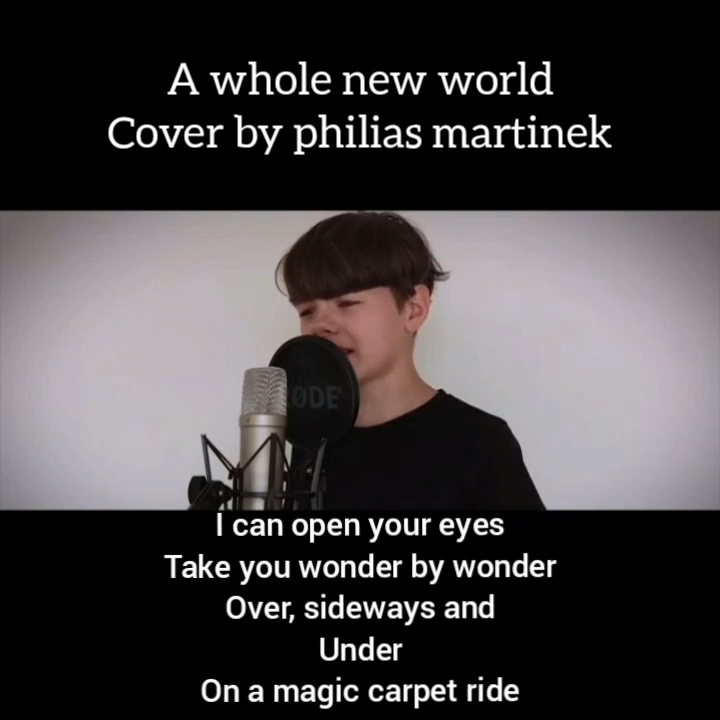 A whole new world
Cover by philias martinek
ØDE
I can open your eyes
Take you wonder by wonder
Over, sideways and
Under
On a magic carpet ride